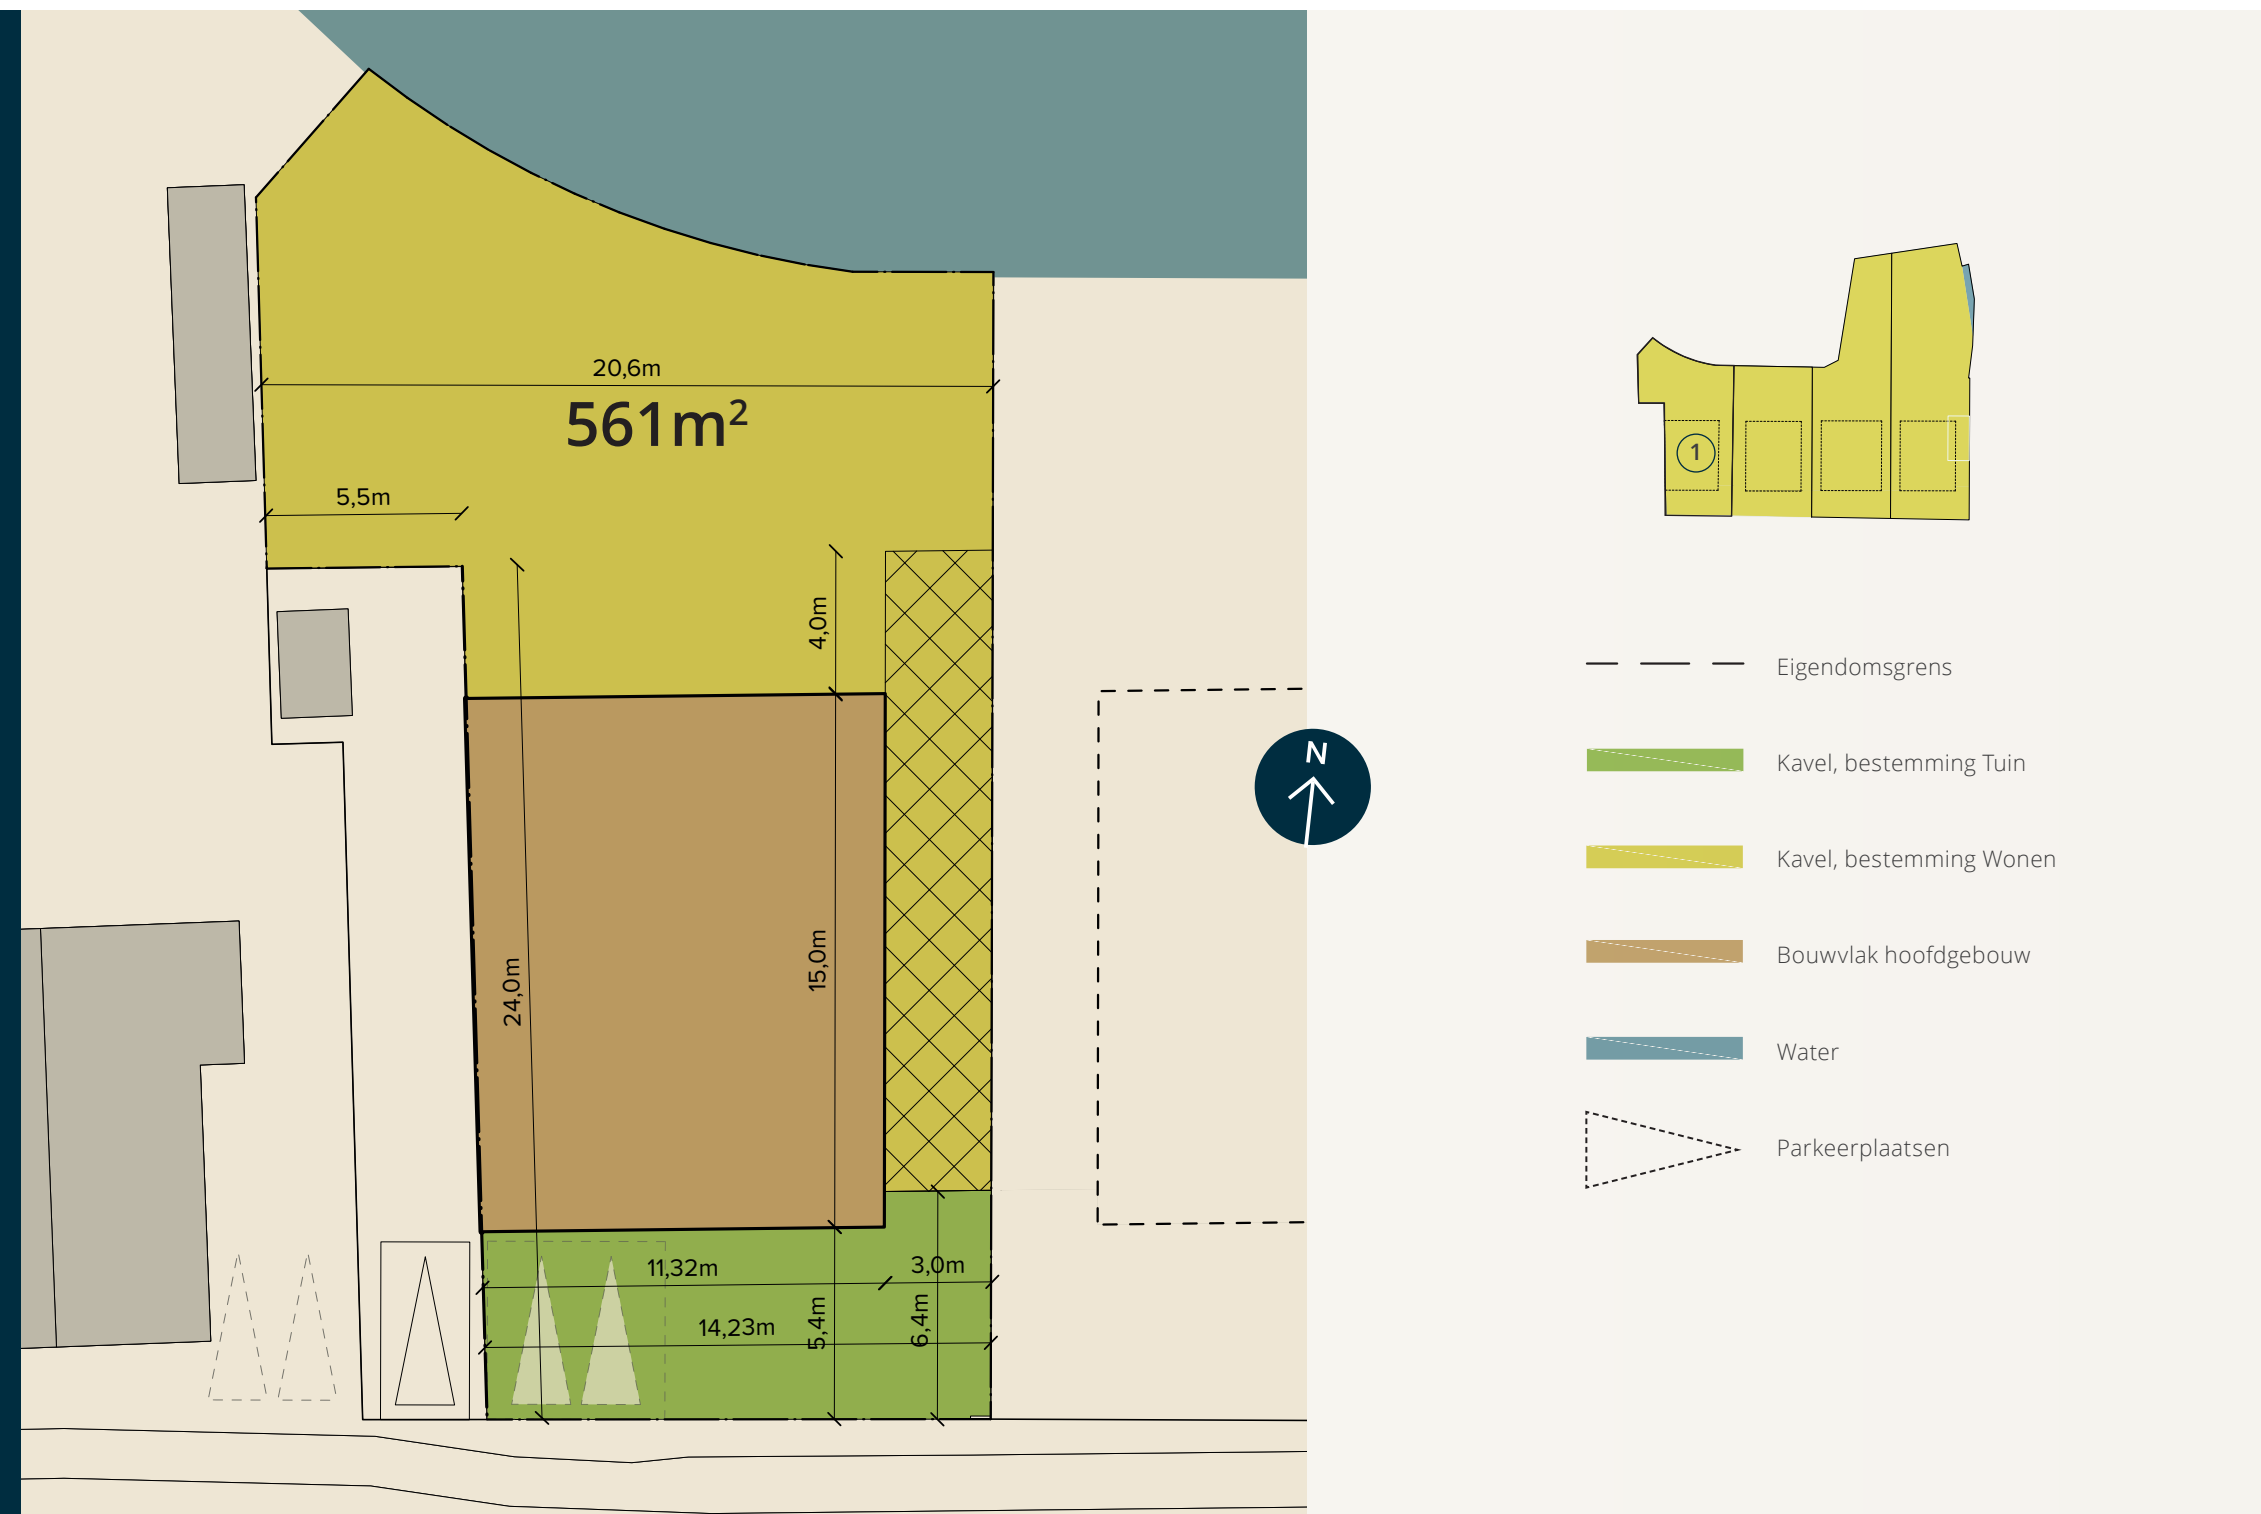 20,6m
561m²
5,5m
4,0m
15,0m
24,0m
11,32m
3,0m
14,23m
5,4m
6,4m
N
1
Eigendomsgrens
Kavel, bestemming Tuin
Kavel, bestemming Wonen
Bouwvlak hoofdgebouw
Water
Parkeerplaatsen